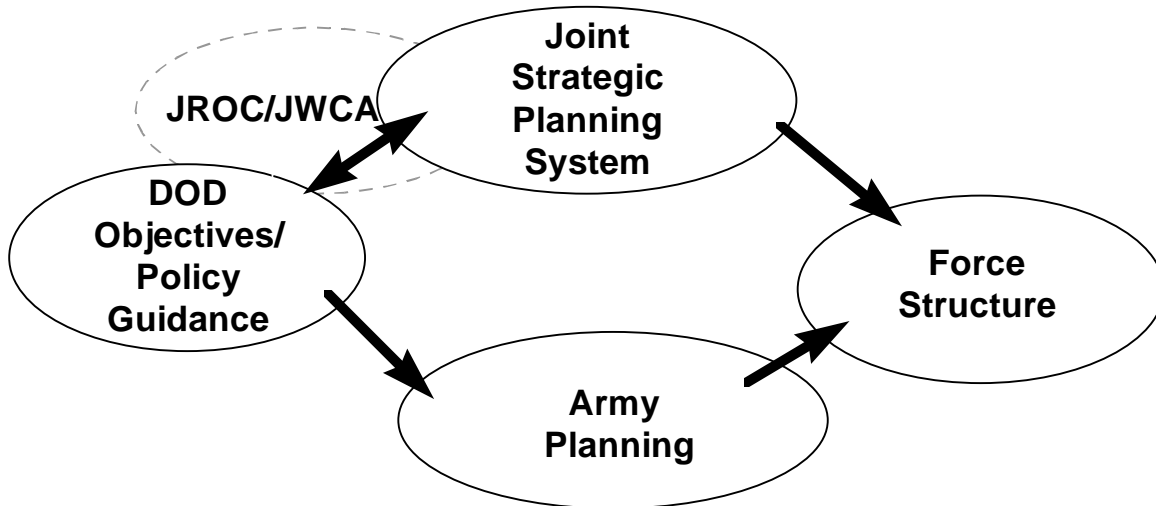 Joint
Strategic
Planning
System
JROC/JWCA
DOD
Objectives/
Policy
Guidance
Force
Structure
Army
Planning